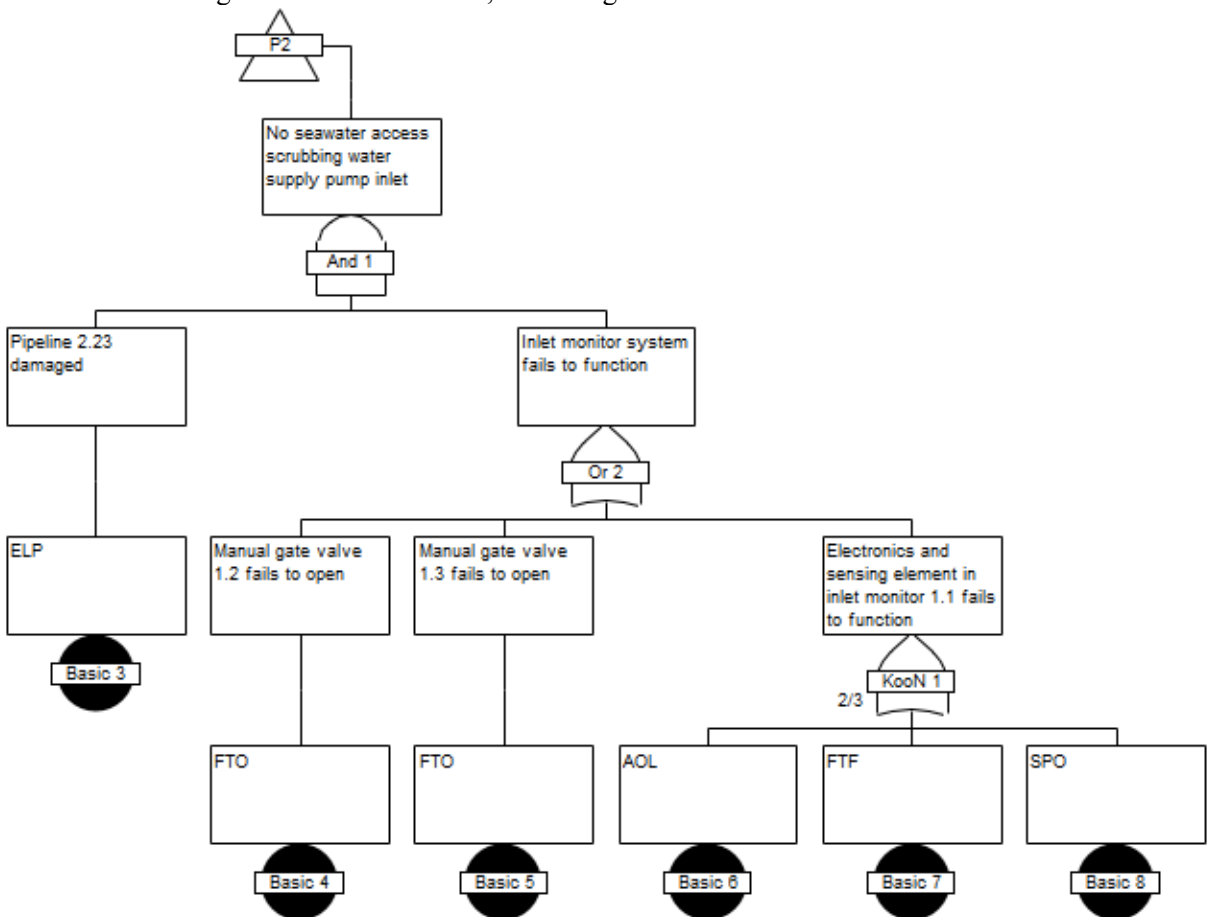 P2
No seawater access
scrubbing water
supply pump inlet
And 1
Pipeline 2.23
damaged
Inlet monitor system
fails to function
Or 2
ELP
Manual gate valve
1.2 fails to open
Manual gate valve
1.3 fails to open
Electronics and
sensing element in
inlet monitor 1.1 fails
to function
Basic 3
KooN 1
2/3
FTO
FTO
AOL
FTF
SPO
Basic 4
Basic 5
Basic 6
Basic 7
Basic 8